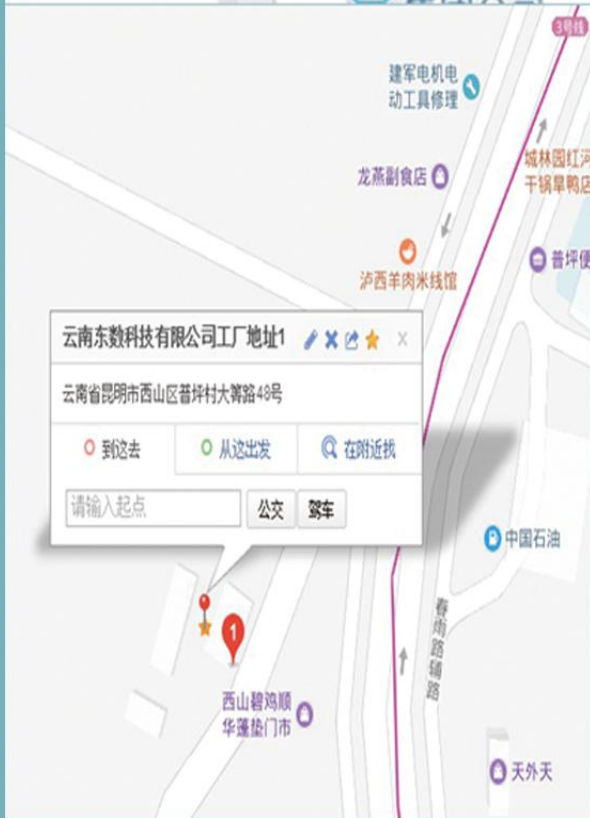 3号线
建军电机电
动工具修理
城林园红河
干锅旱鸭店
龙燕副食店
普坪便
泸西羊肉米线馆
云南东数科技有限公司工厂地址1
云南省昆明市西山区普坪村大箐路48号
到这去
从这出发
在附近找
请输入起点
公交
驾车
中国石油
春雨路辅路
1
西山碧鸡顺
华蓬垫门市
天外天